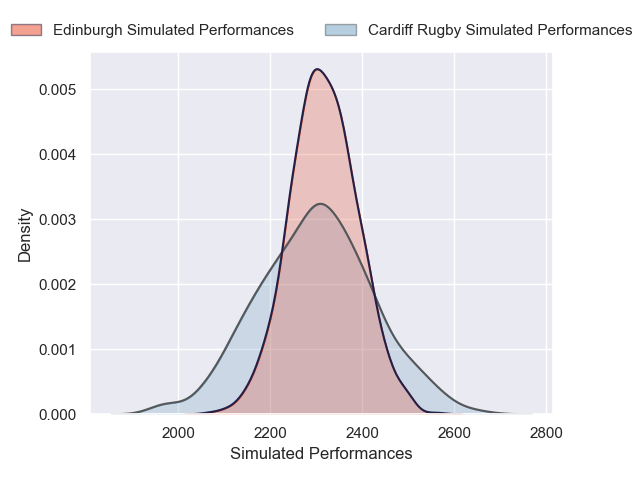 Edinburgh Simulated Performances
Cardiff Rugby Simulated Performances
0.005
0.004
0.003
0.002
0.001
0.000
Density
2000 2200 2400 2600 2800
Simulated Performances